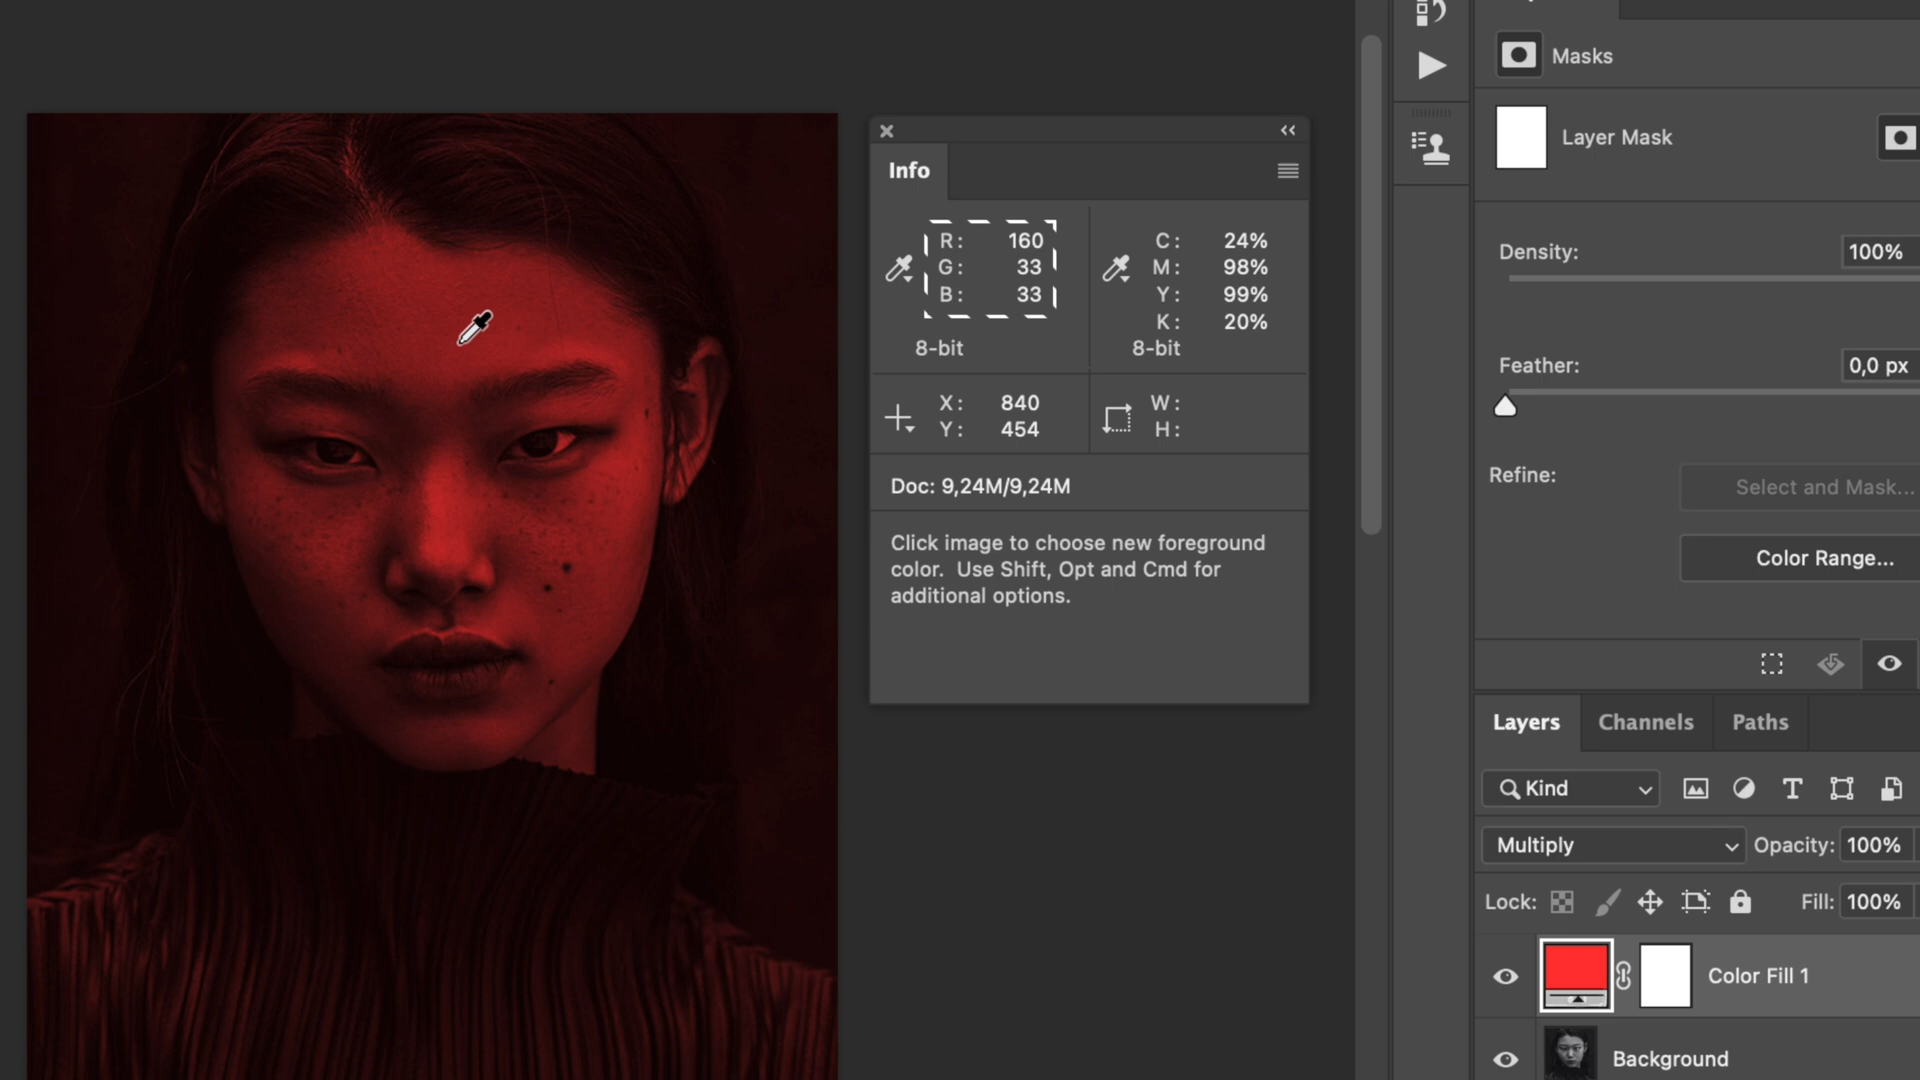 Masks
Layer Mask
Info
R: 160
G: 33
B: 33
8-bit
C: 24%
M: 98%
Y: 99%
K: 20%
8-bit
X: 840
Y: 454
W:
H:
Doc: 9,24M/9,24M
Click image to choose new foreground
color. Use Shift, Opt and Cmd for
additional options.
Density: 100%
Feather: 0,0 px
Refine: Select and Mask...
Color Range...
Layers Channels Paths
Kind
Multiply Opacity: 100%
Lock: Fill: 100%
Color Fill 1
Background